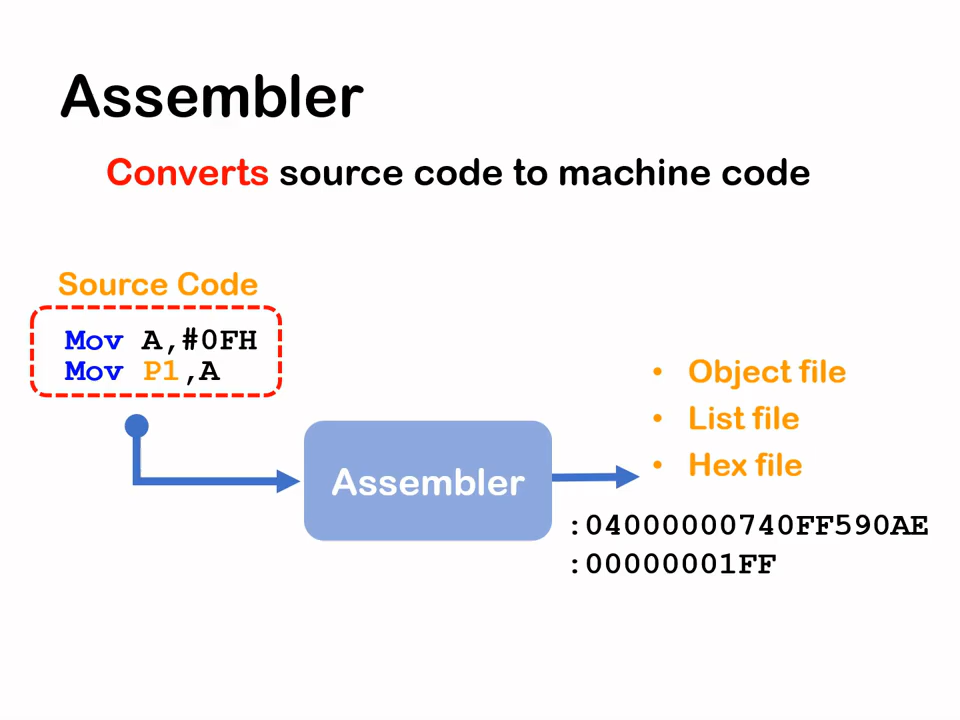 Assembler
Converts source code to machine code
Source Code
Mov A,#0FH
Mov P1,A
Assembler
• Object file
• List file
• Hex file
:04000000740FF590AE
:00000001FF